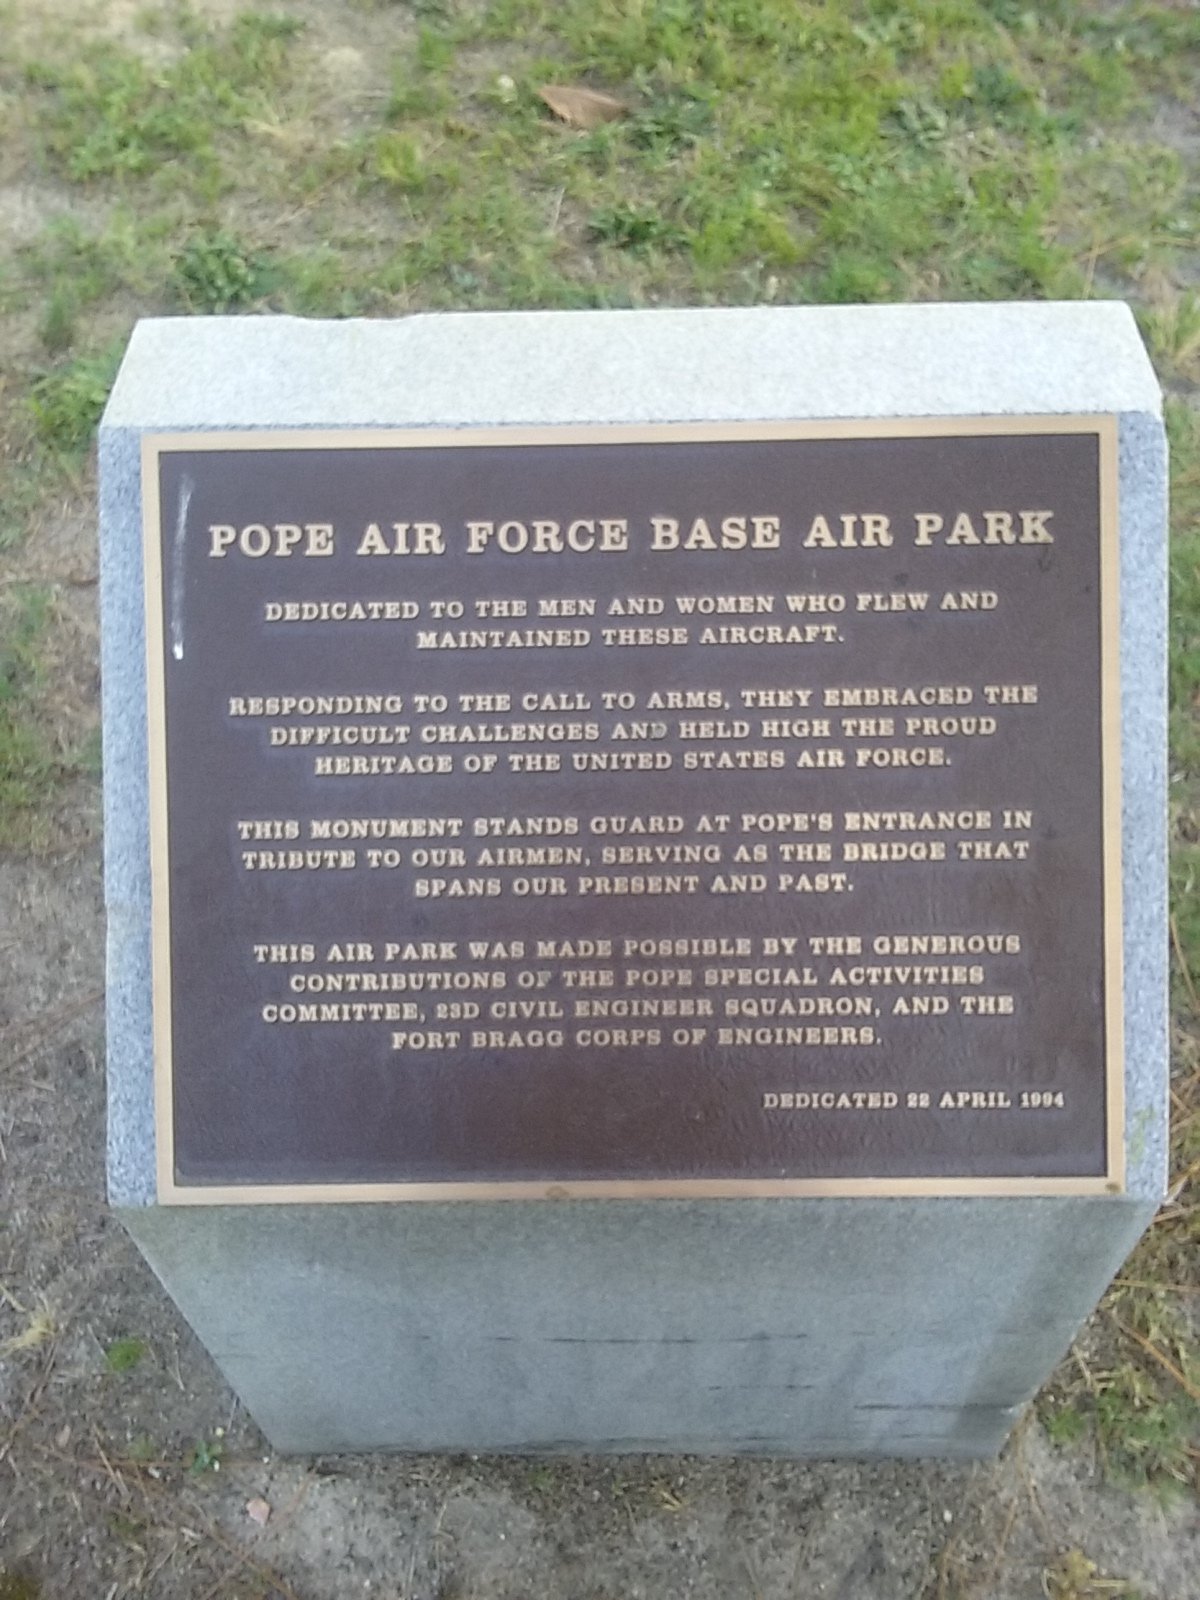 POPE AIR FORCE BASE AIR PARK
DEDICATED TO THE MEN AND WOMEN WHO FLEW AND
MAINTAINED THESE AIRCRAFT.
RESPONDING TO THE CALL TO ARMS, THEY EMBRACED THE
DIFFICULT CHALLENGES AND HELD HIGH THE PROUD
HERITAGE OF THE UNITED STATES AIR FORCE.
THIS MONUMENT STANDS GUARD AT POPE'S ENTRANCE IN
TRIBUTE TO OUR AIRMEN, SERVING AS THE BRIDGE THAT
SPANS OUR PRESENT AND PAST.
THIS AIR PARK WAS MADE POSSIBLE BY THE GENEROUS
CONTRIBUTIONS OF THE POPE SPECIAL ACTIVITIES
COMMITTEE, 23D CIVIL ENGINEER SQUADRON, AND THE
FORT BRAGG CORPS OF ENGINEERS.
DEDICATED 22 APRIL 1994